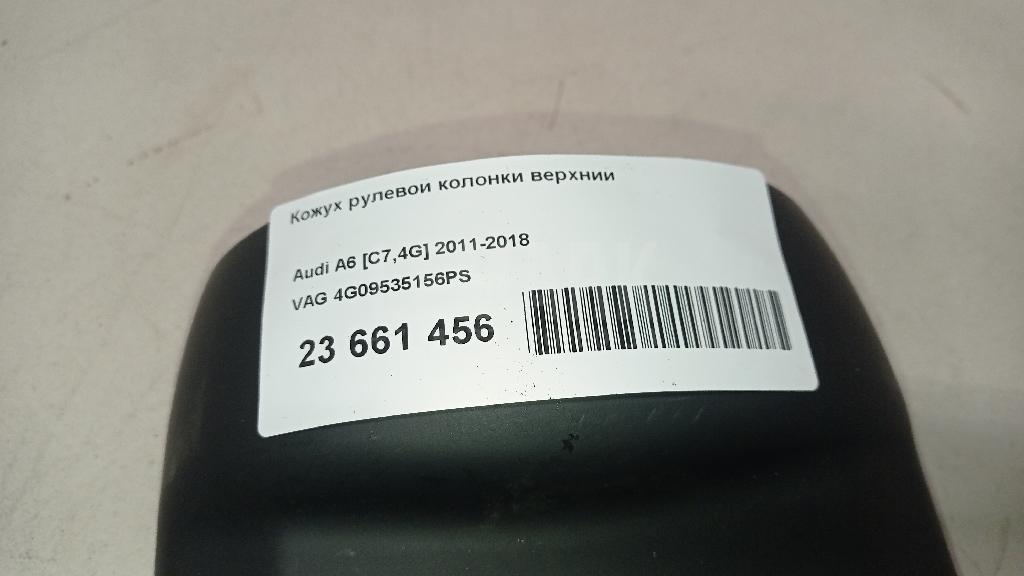 Кожух рулевои колонки верхнии
Audi A6 [C7,4G] 2011-2018
VAG 4G09535156PS
23 661 456